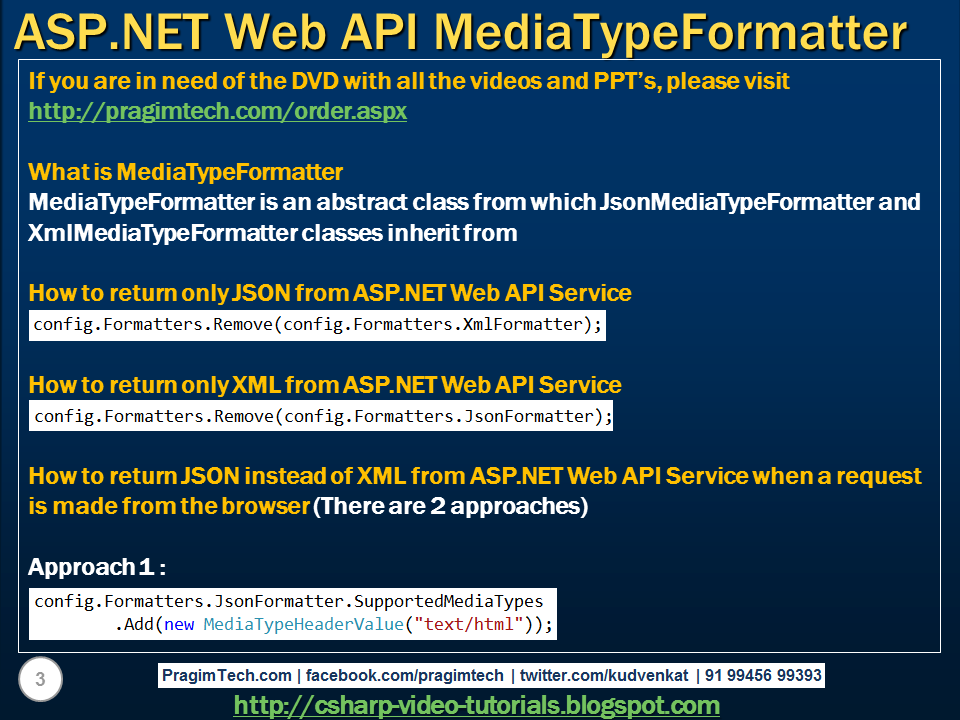 ASP.NET Web API MediaTypeFormatter
If you are in need of the DVD with all the videos and PPT's, please visit
http://pragimtech.com/order.aspx
What is MediaTypeFormatter
MediaTypeFormatter is an abstract class from which JsonMediaTypeFormatter and
XmlMediaTypeFormatter classes inherit from
How to return only JSON from ASP.NET Web API Service
config.Formatters.Remove(config.Formatters.XmlFormatter);
How to return only XML from ASP.NET Web API Service
config.Formatters.Remove(config.Formatters.JsonFormatter);
How to return JSON instead of XML from ASP.NET Web API Service when a request
is made from the browser (There are 2 approaches)
Approach 1 :
config.Formatters.JsonFormatter.SupportedMediaTypes
.Add(new MediaTypeHeaderValue("text/html"));
3
PragimTech.com | facebook.com/pragimtech | twitter.com/kudvenkat | 91 99456 99393
http://csharp-video-tutorials.blogspot.com